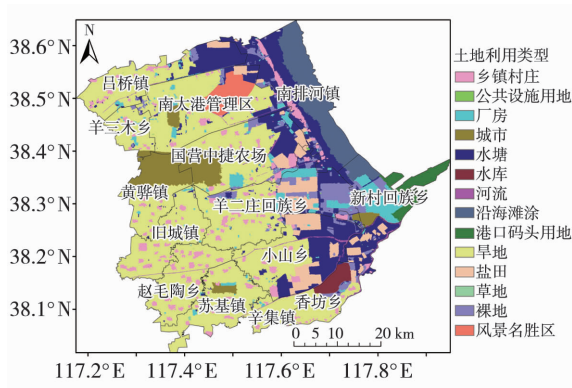 38.6°N
38.5°N
38.4°N
38.3°N
38.2°N
38.1°N
N
吕桥镇
南大港管理区
南排河镇
羊三木乡
国营中捷农场
黄骅镇
羊二庄回族乡
新村回族乡
旧城镇
小山乡
赵毛陶乡
苏基镇
辛集镇
香坊乡
0 5 10 20 km
117.2°E 117.4°E 117.6°E 117.8°E
土地利用类型
乡镇村庄
公共设施用地
厂房
城市
水塘
水库
河流
沿海滩涂
港口码头用地
旱地
盐田
草地
裸地
风景名胜区